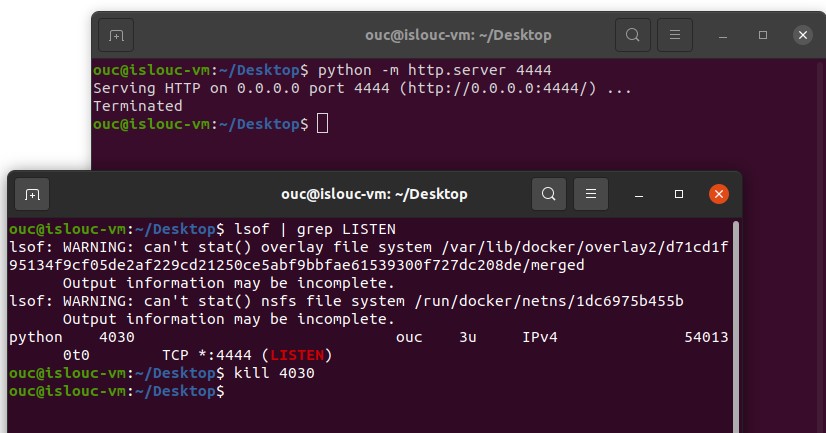 ouc@islouc-vm: ~/Desktop
ouc@islouc-vm:~/Desktop$ python -m http.server 4444
Serving HTTP on 0.0.0.0 port 4444 (http://0.0.0.0:4444/) ...
Terminated
ouc@islouc-vm:~/Desktop$
ouc@islouc-vm: ~/Desktop
ouc@islouc-vm:~/Desktop$ lsof | grep LISTEN
lsof: WARNING: can't stat() overlay file system /var/lib/docker/overlay2/d71cd1f
95134f9cf05de2af229cd21250ce5abf9bbfae61539300f727dc208de/merged
      Output information may be incomplete.
lsof: WARNING: can't stat() nsfs file system /run/docker/netns/1dc6975b455b
      Output information may be incomplete.
python    4030                             ouc    3u     IPv4              54013
      0t0        TCP *:4444 (LISTEN)
ouc@islouc-vm:~/Desktop$ kill 4030
ouc@islouc-vm:~/Desktop$